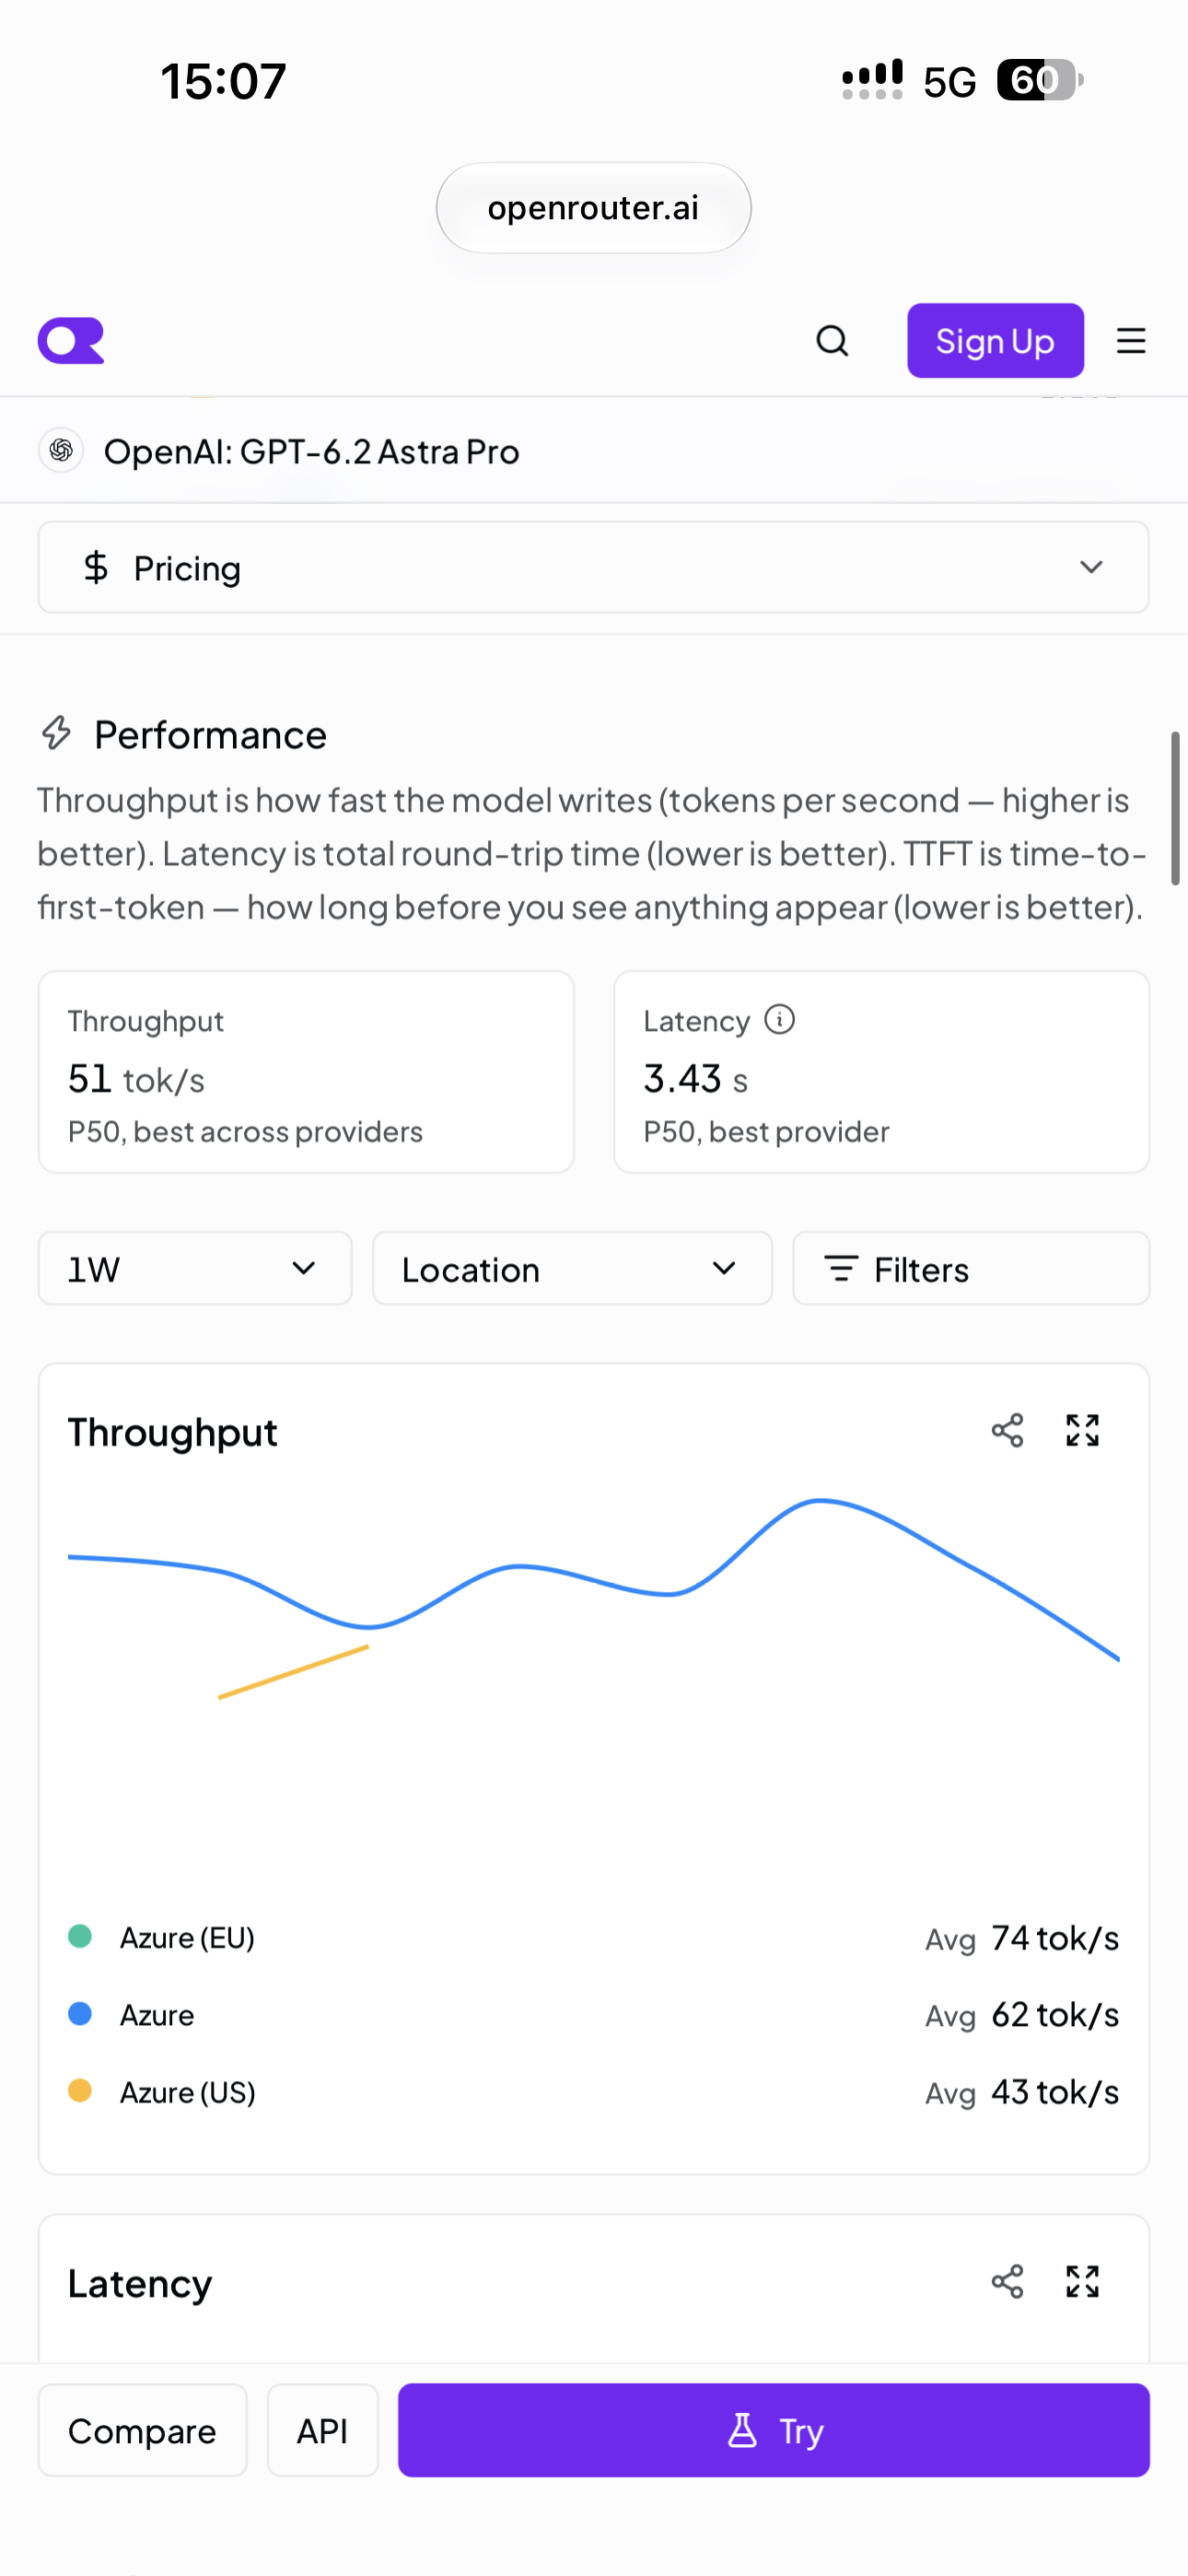 15:07
5G 60
openrouter.ai
Sign Up
OpenAI: GPT-6.2 Astra Pro
$ Pricing
Performance
Throughput is how fast the model writes (tokens per second — higher is
better). Latency is total round-trip time (lower is better). TTFT is time-to-
first-token — how long before you see anything appear (lower is better).
Throughput
51 tok/s
P50, best across providers
Latency
3.43 s
P50, best provider
1W
Location
Filters
Throughput
Azure (EU) Avg 74 tok/s
Azure Avg 62 tok/s
Azure (US) Avg 43 tok/s
Latency
Compare
API
Try